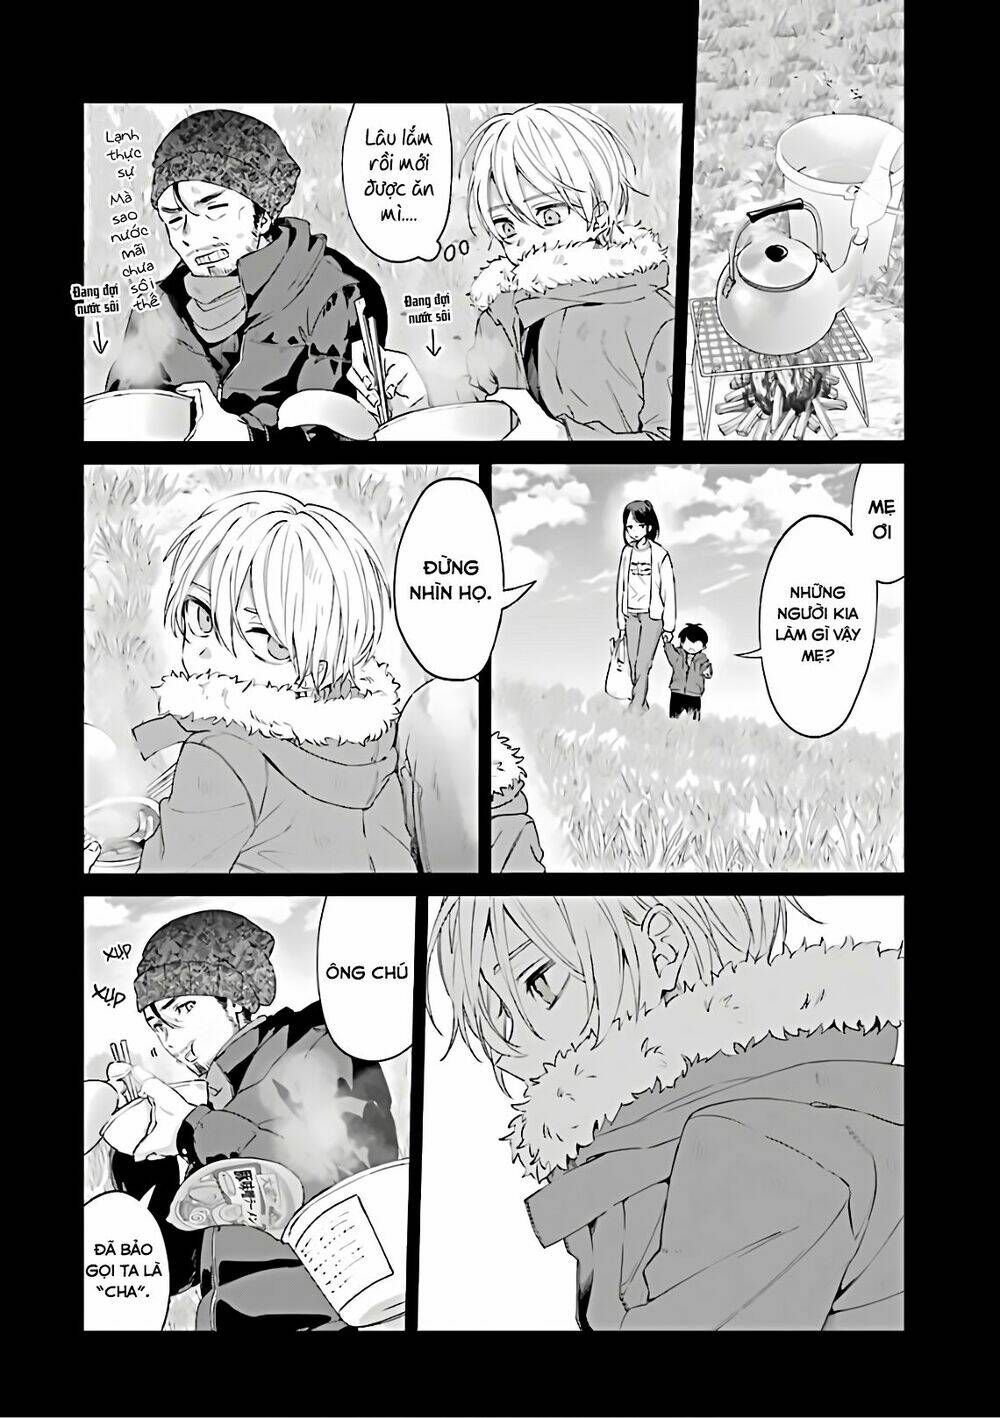 Lâu lắm
rồi mới
được ăn
mì....
Đang đợi
nước sôi
Lạnh
thực
sự
Mà
sao
nước
mãi
chưa
sôi
thế
Đang đợi
nước sôi
MẸ
ƠI
NHỮNG
NGƯỜI KIA
LÀM GÌ VẬY
MẸ?
ĐỪNG
NHÌN HỌ.
ÔNG CHÚ
XỤP
XỤP
ĐÃ BẢO
GỌI TA LÀ
"CHA".